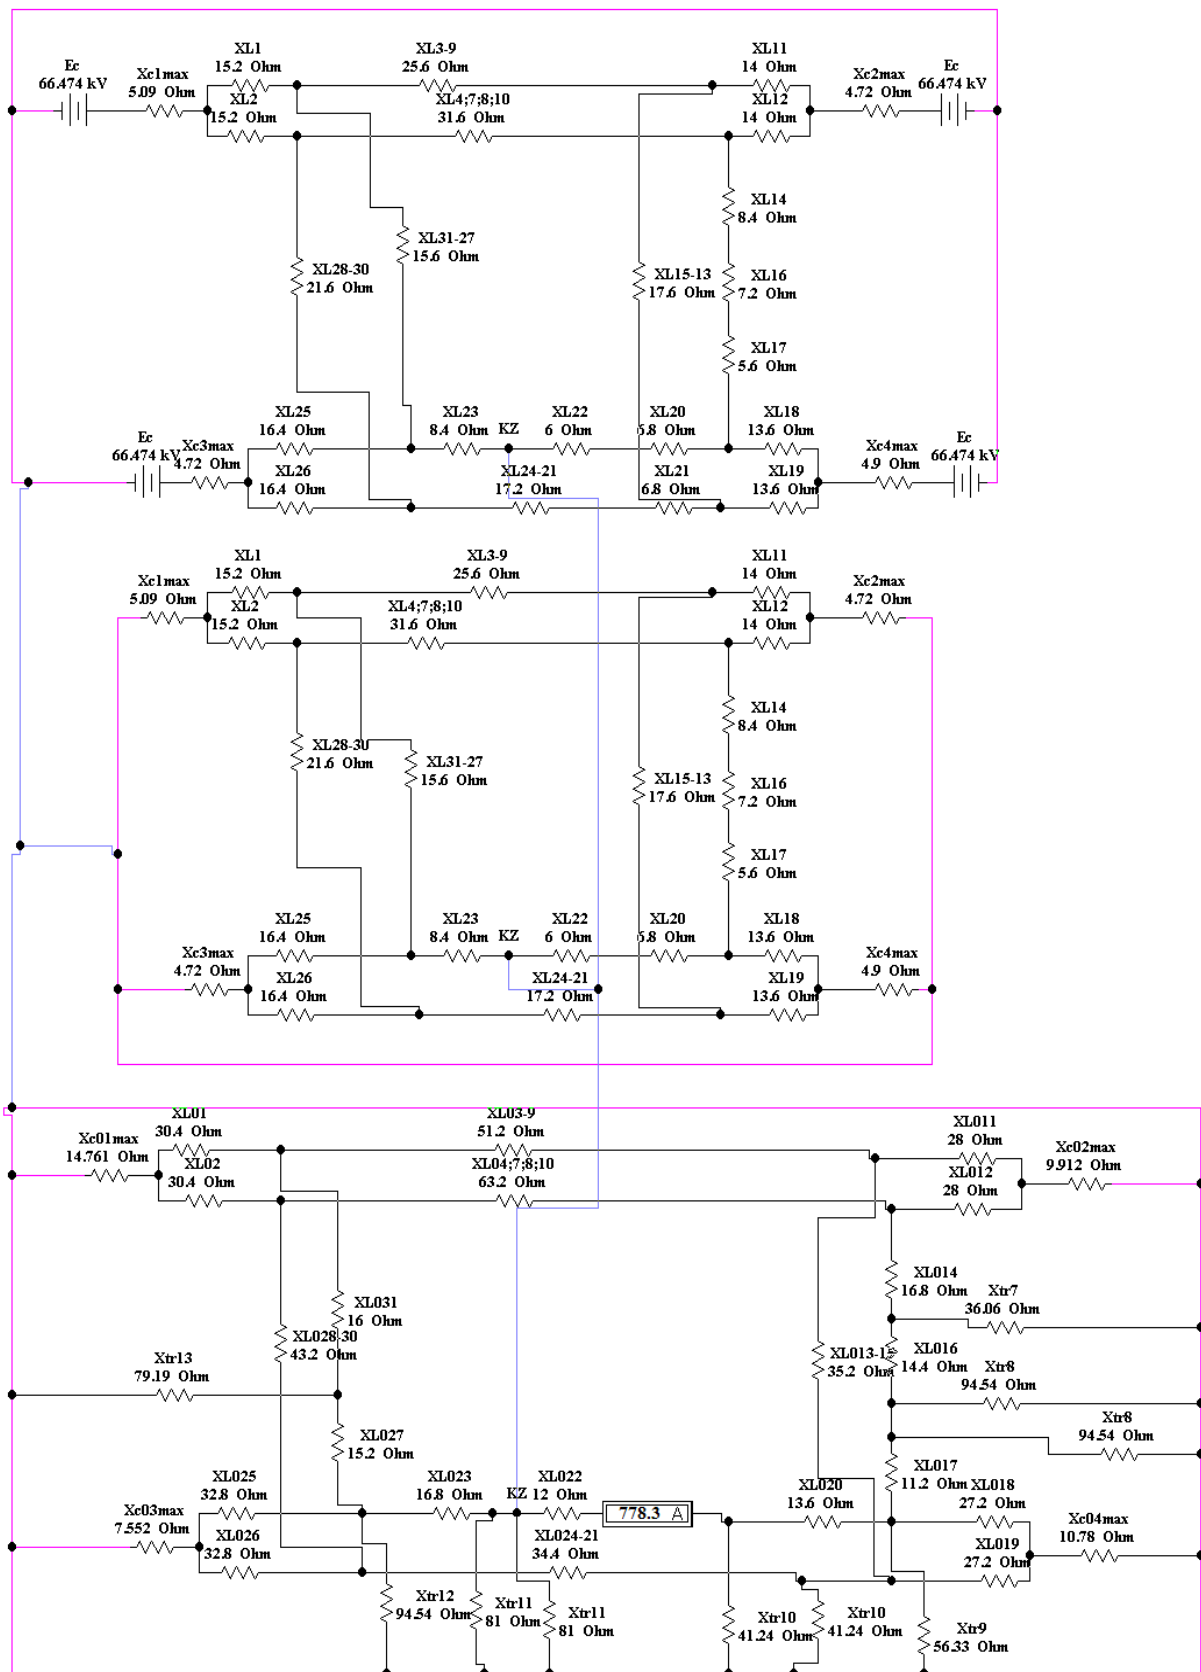 XL1
15.2 Ohm
XL3-9
25.6 Ohm
XL11
14 Ohm
Ec
66.474 kV
Xc1max
5.09 Ohm
XL2
15.2 Ohm
XL4;7;8;10
31.6 Ohm
XL12
14 Ohm
Xc2max
4.72 Ohm
Ec
66.474 kV
XL14
8.4 Ohm
XL31-27
15.6 Ohm
XL28-30
21.6 Ohm
XL15-13
17.6 Ohm
XL16
7.2 Ohm
XL17
5.6 Ohm
XL25
16.4 Ohm
XL23
8.4 Ohm
KZ
XL22
6 Ohm
XL20
6.8 Ohm
XL18
13.6 Ohm
Ec
66.474 kV
Xc3max
4.72 Ohm
XL26
16.4 Ohm
XL24-21
17.2 Ohm
XL21
6.8 Ohm
XL19
13.6 Ohm
Xc4max
4.9 Ohm
Ec
66.474 kV
XL1
15.2 Ohm
XL3-9
25.6 Ohm
XL11
14 Ohm
Xc1max
5.09 Ohm
XL2
15.2 Ohm
XL4;7;8;10
31.6 Ohm
XL12
14 Ohm
Xc2max
4.72 Ohm
XL14
8.4 Ohm
XL28-30
21.6 Ohm
XL31-27
15.6 Ohm
XL15-13
17.6 Ohm
XL16
7.2 Ohm
XL17
5.6 Ohm
XL25
16.4 Ohm
XL23
8.4 Ohm
KZ
XL22
6 Ohm
XL20
6.8 Ohm
XL18
13.6 Ohm
Xc3max
4.72 Ohm
XL26
16.4 Ohm
XL24-21
17.2 Ohm
XL19
13.6 Ohm
Xc4max
4.9 Ohm
XL01
30.4 Ohm
XL03-9
51.2 Ohm
XL011
28 Ohm
Xc01max
14.761 Ohm
XL02
30.4 Ohm
XL04;7;8;10
63.2 Ohm
XL012
28 Ohm
Xc02max
9.912 Ohm
XL014
16.8 Ohm
Xtr7
36.06 Ohm
XL031
16 Ohm
XL028-30
43.2 Ohm
XL016
14.4 Ohm
35.2 Ohm
Xtr8
94.54 Ohm
Xtr13
79.19 Ohm
Xtr8
94.54 Ohm
XL027
15.2 Ohm
XL017
11.2 Ohm
XL025
32.8 Ohm
XL023
16.8 Ohm
KZ
XL022
12 Ohm
778.3 A
XL020
13.6 Ohm
XL018
27.2 Ohm
Xc03max
7.552 Ohm
XL026
32.8 Ohm
XL024-21
34.4 Ohm
XL019
27.2 Ohm
Xc04max
10.78 Ohm
Xtr12
94.54 Ohm
Xtr11
81 Ohm
Xtr11
81 Ohm
Xtr10
41.24 Ohm
Xtr10
41.24 Ohm
Xtr9
56.33 Ohm